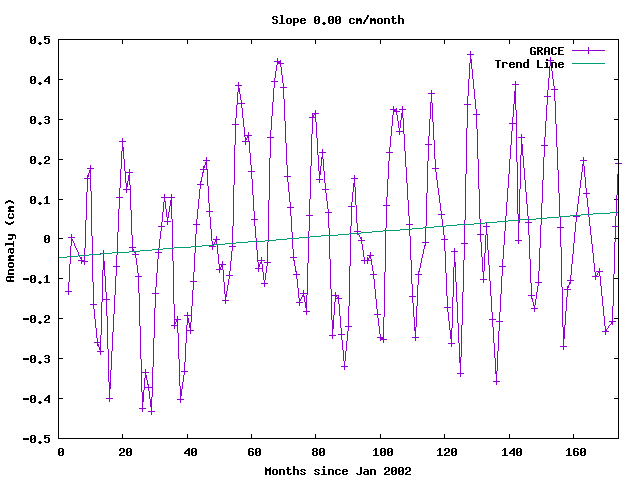 Slope 0.00 cm/month
GRACE
Trend Line
0.5
0.4
0.3
0.2
0.1
0
-0.1
-0.2
-0.3
-0.4
-0.5
Anomaly (cm)
0 20 40 60 80 100 120 140 160
Months since Jan 2002